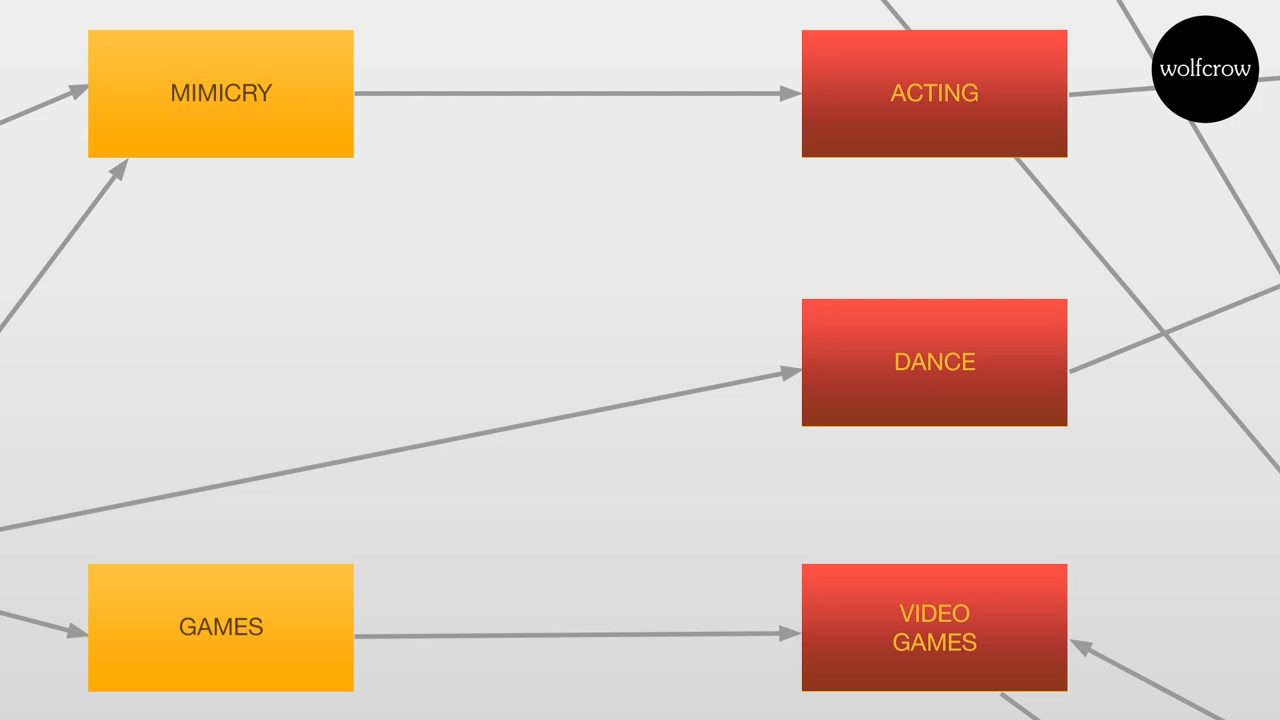 MIMICRY
ACTING
wolfcrow
DANCE
GAMES
VIDEO
GAMES